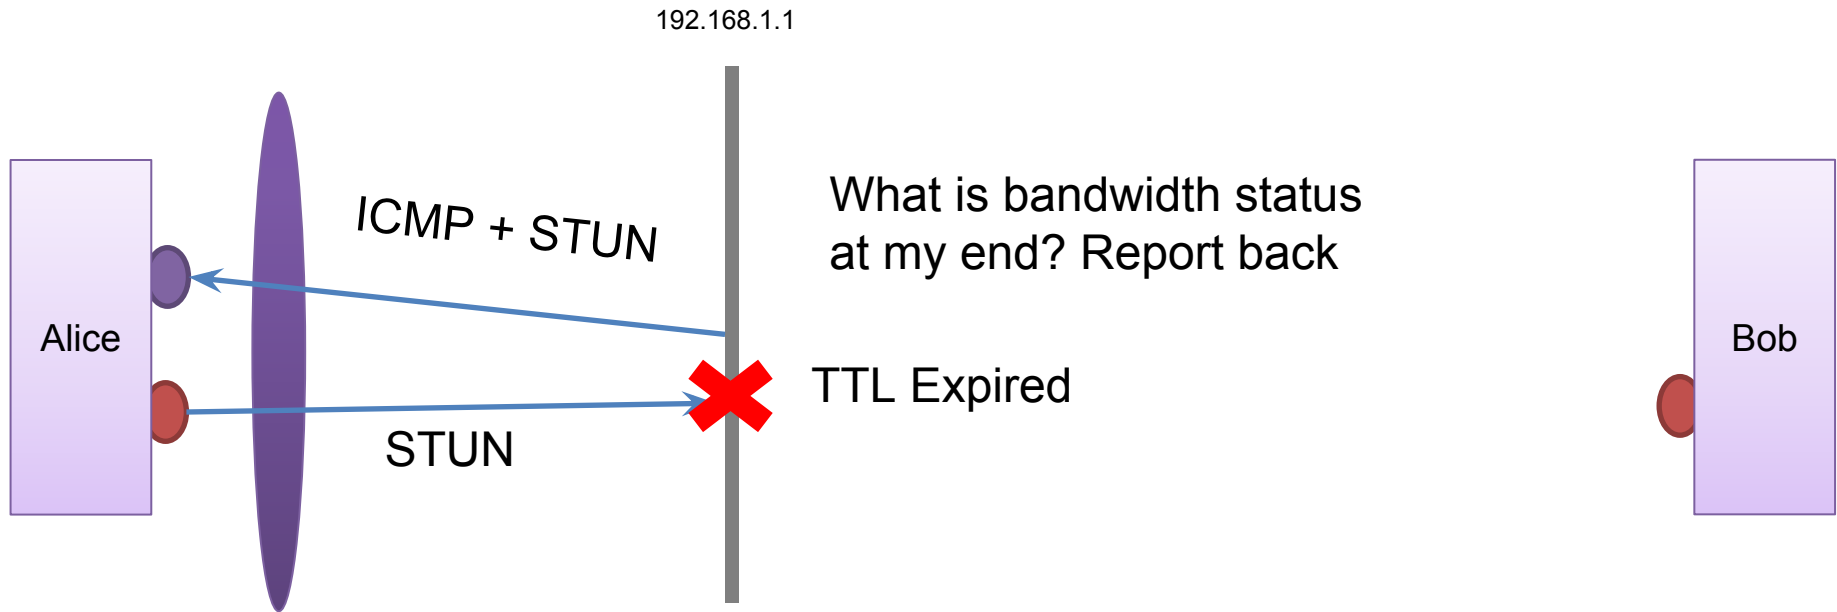 192.168.1.1
ICMP + STUN
What is bandwidth status
at my end? Report back
Alice
Bob
TTL Expired
STUN